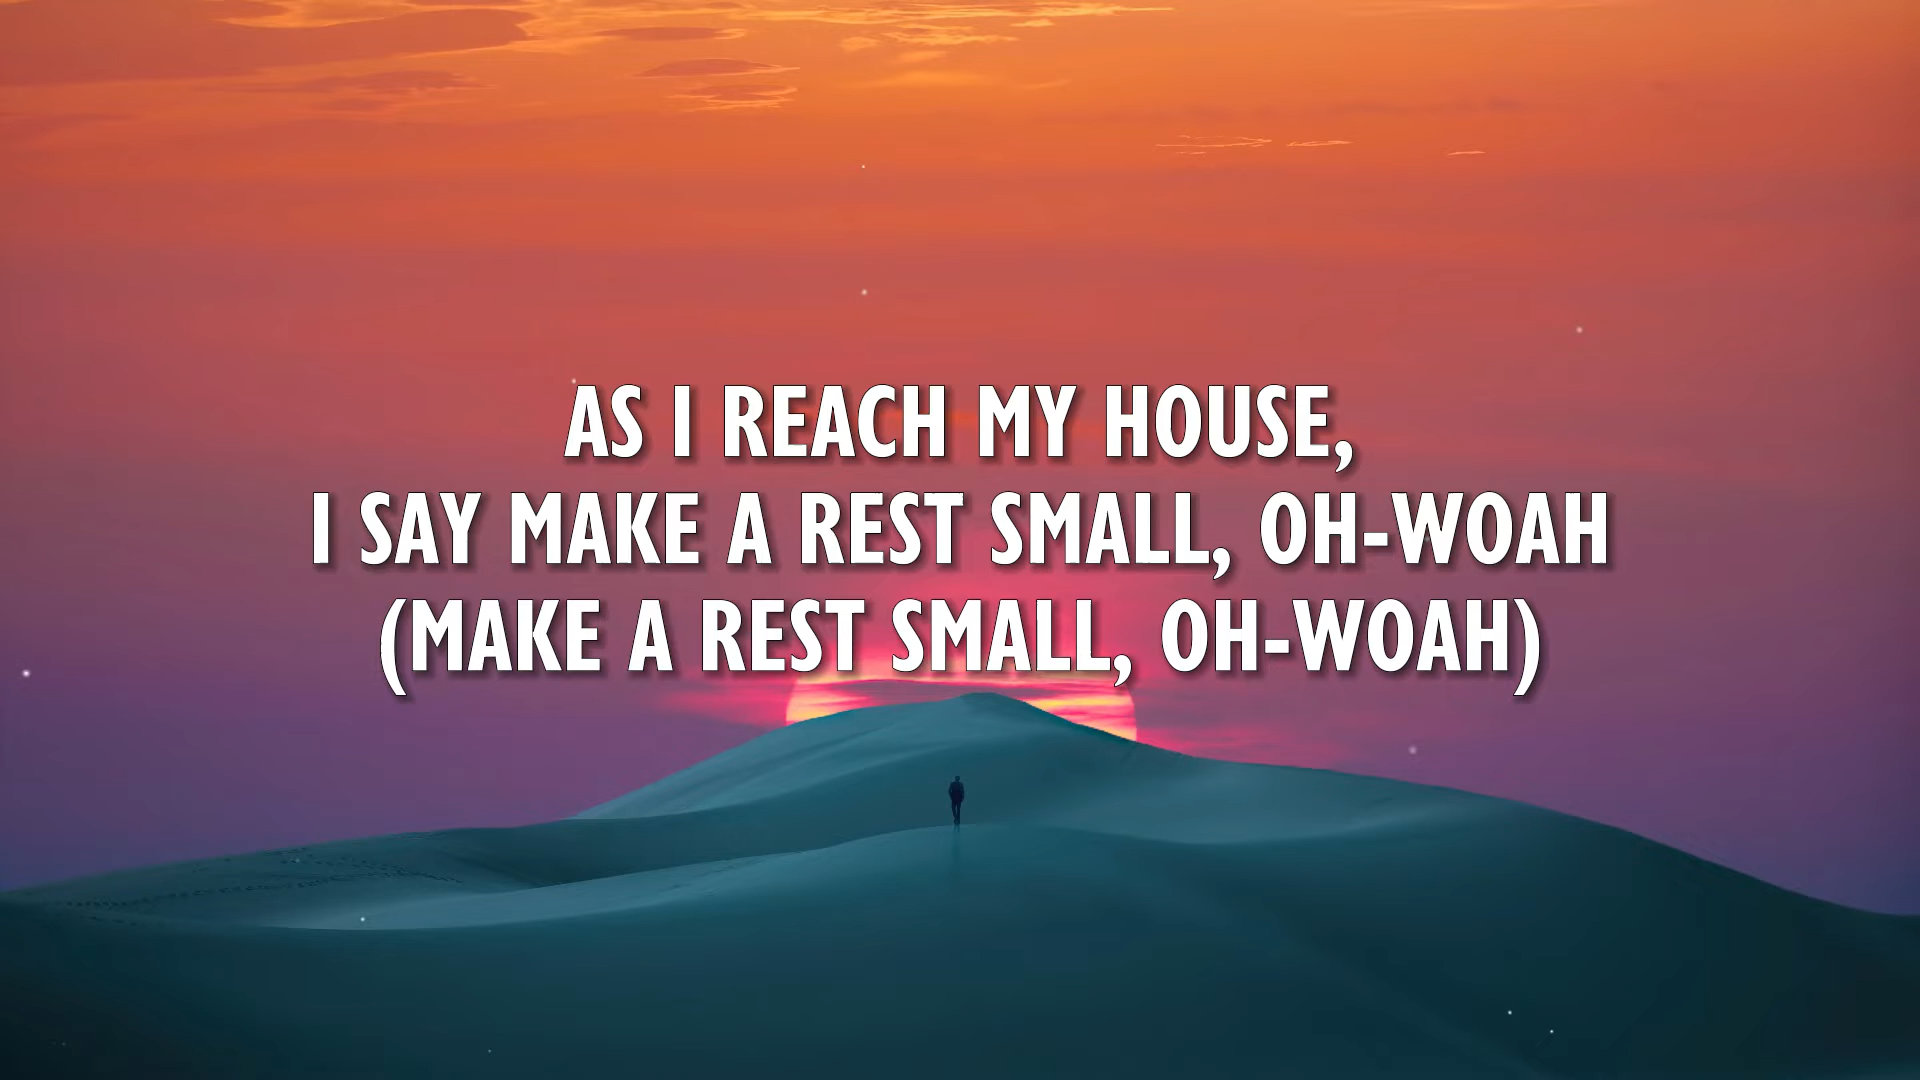 AS I REACH MY HOUSE,
I SAY MAKE A REST SMALL, OH-WOAH
(MAKE A REST SMALL, OH-WOAH)